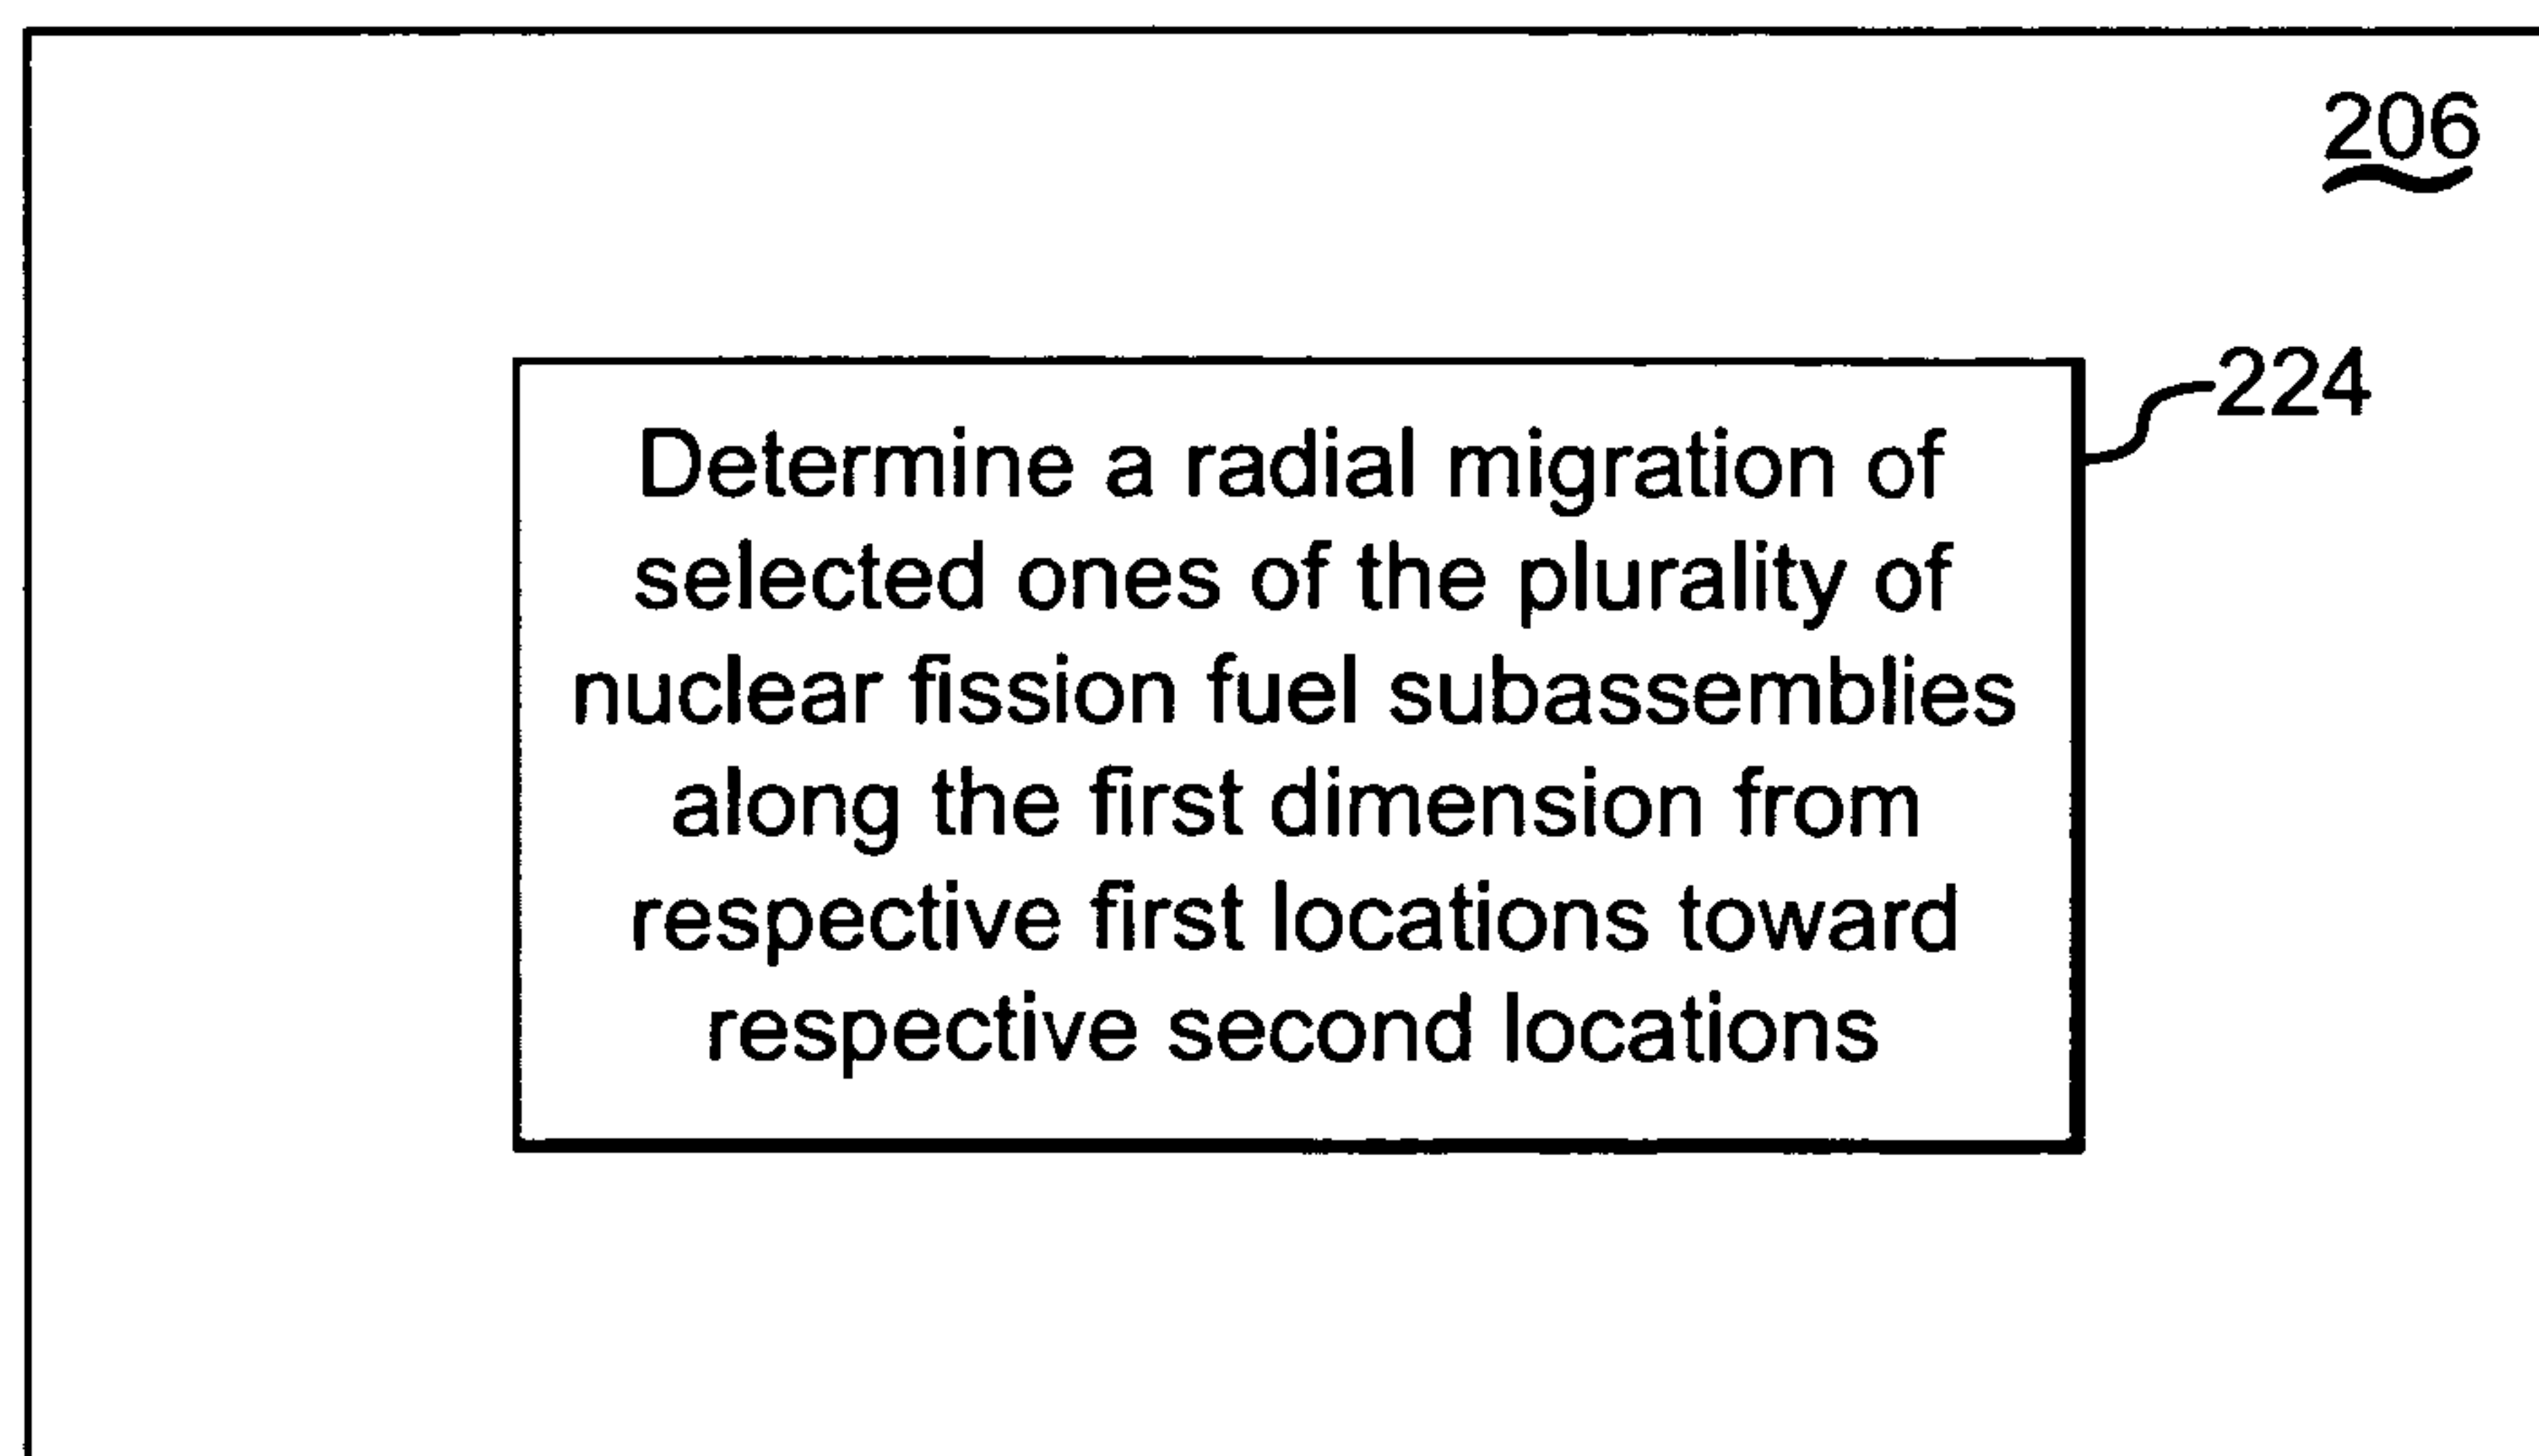 206
224
Determine a radial migration of
selected ones of the plurality of
nuclear fission fuel subassemblies
along the first dimension from
respective first locations toward
respective second locations